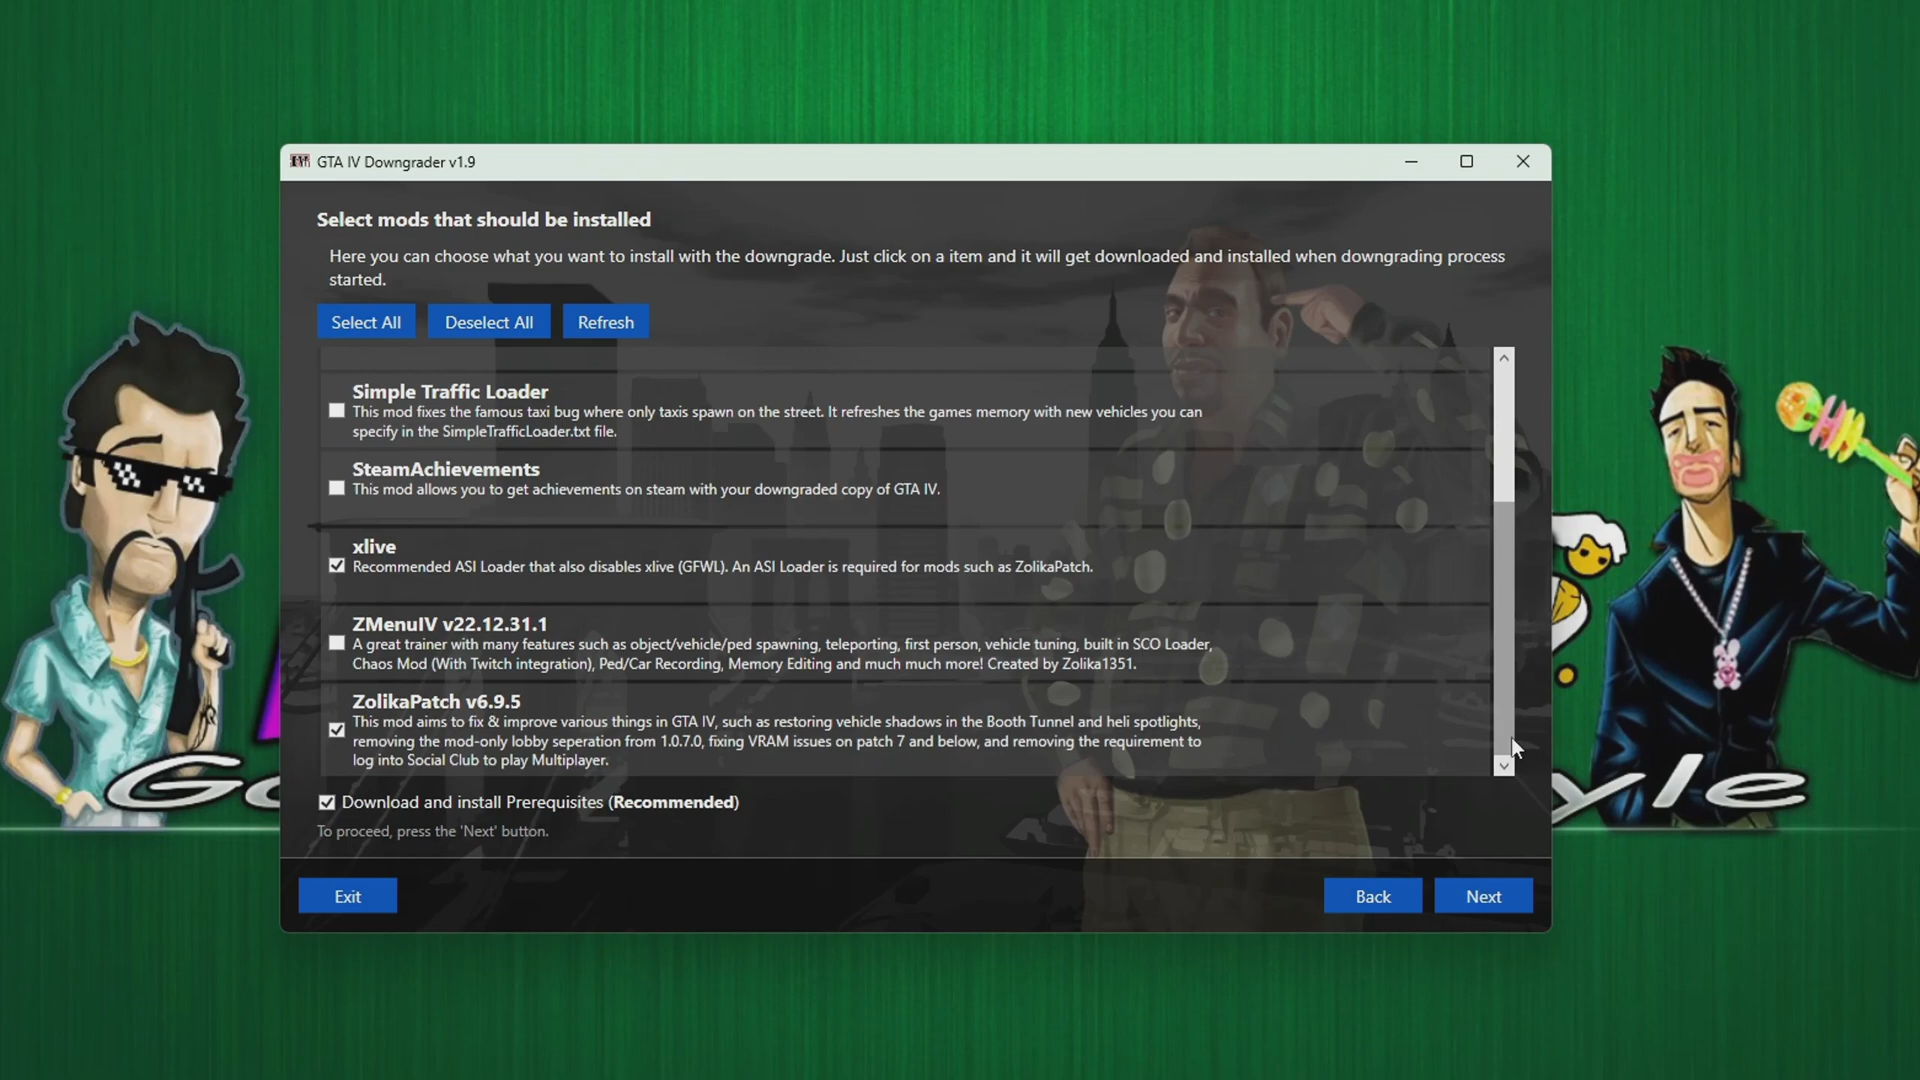 GTA IV Downgrader v1.9
Select mods that should be installed
Here you can choose what you want to install with the downgrade. Just click on a item and it will get downloaded and installed when downgrading process
started.
Select All
Deselect All
Refresh
Simple Traffic Loader
This mod fixes the famous taxi bug where only taxis spawn on the street. It refreshes the games memory with new vehicles you can
specify in the SimpleTrafficLoader.txt file.
SteamAchievements
This mod allows you to get achievements on steam with your downgraded copy of GTA IV.
xlive
Recommended ASI Loader that also disables xlive (GFWL). An ASI Loader is required for mods such as ZolikaPatch.
ZMenuIV v22.12.31.1
A great trainer with many features such as object/vehicle/ped spawning, teleporting, first person, vehicle tuning, built in SCO Loader,
Chaos Mod (With Twitch integration), Ped/Car Recording, Memory Editing and much much more! Created by Zolika1351.
ZolikaPatch v6.9.5
This mod aims to fix & improve various things in GTA IV, such as restoring vehicle shadows in the Booth Tunnel and heli spotlights,
removing the mod-only lobby seperation from 1.0.7.0, fixing VRAM issues on patch 7 and below, and removing the requirement to
log into Social Club to play Multiplayer.
Download and install Prerequisites (Recommended)
To proceed, press the 'Next' button.
Exit
Back
Next